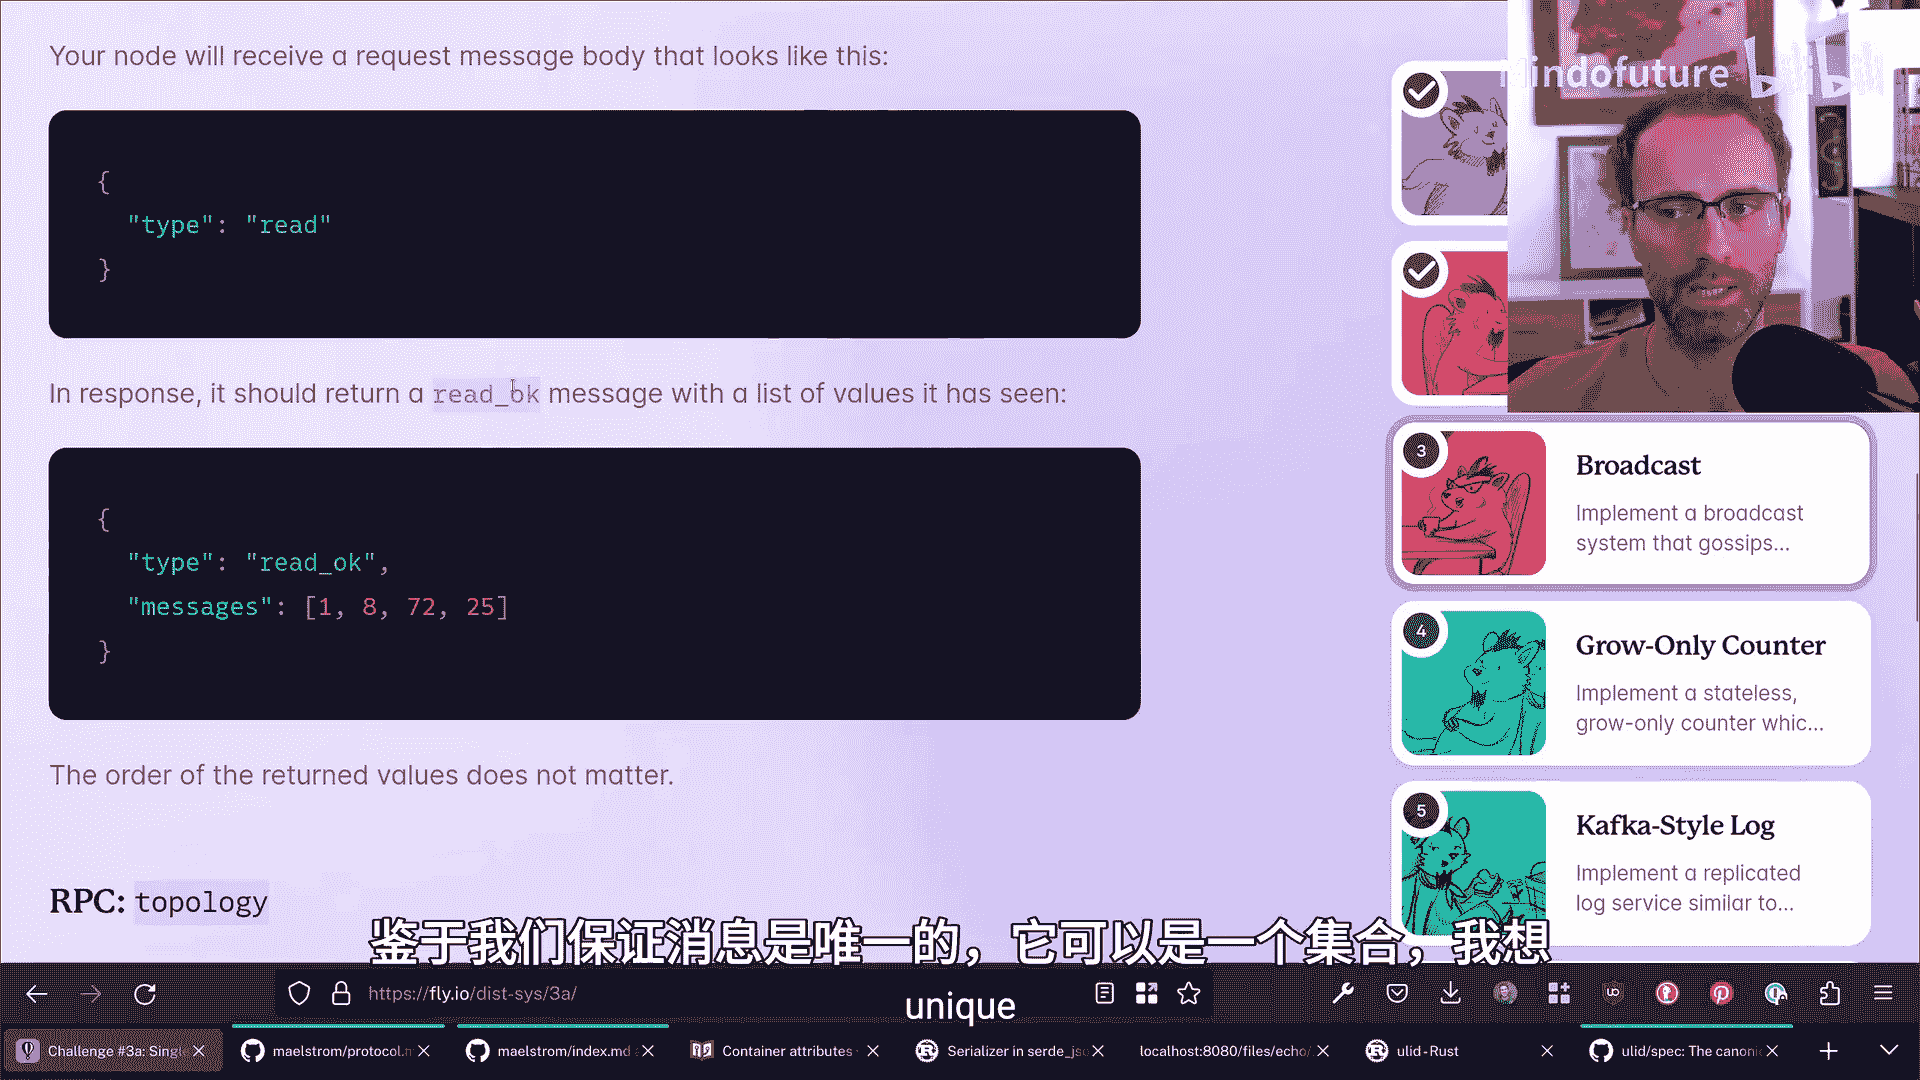 Your node will receive a request message body that looks like this:
{
"type": "read"
}
In response, it should return a read_ok message with a list of values it has seen:
{
"type": "read_ok",
"messages": [1, 8, 72, 25]
}
The order of the returned values does not matter.
RPC: topology
Mindofuture
3
Broadcast
Implement a broadcast
system that gossips...
4
Grow-Only Counter
Implement a stateless,
grow-only counter whic...
5
Kafka-Style Log
Implement a replicated
log service similar to...
鉴于我们保证消息是唯一的，它可以是一个集合，我想
unique
https://fly.io/dist-sys/3a/
Challenge #3a: Singl
maelstrom/protocol.m
maelstrom/index.md
Container attributes
Serializer in serde_jso
localhost:8080/files/echo/
ulid - Rust
ulid/spec: The canoni